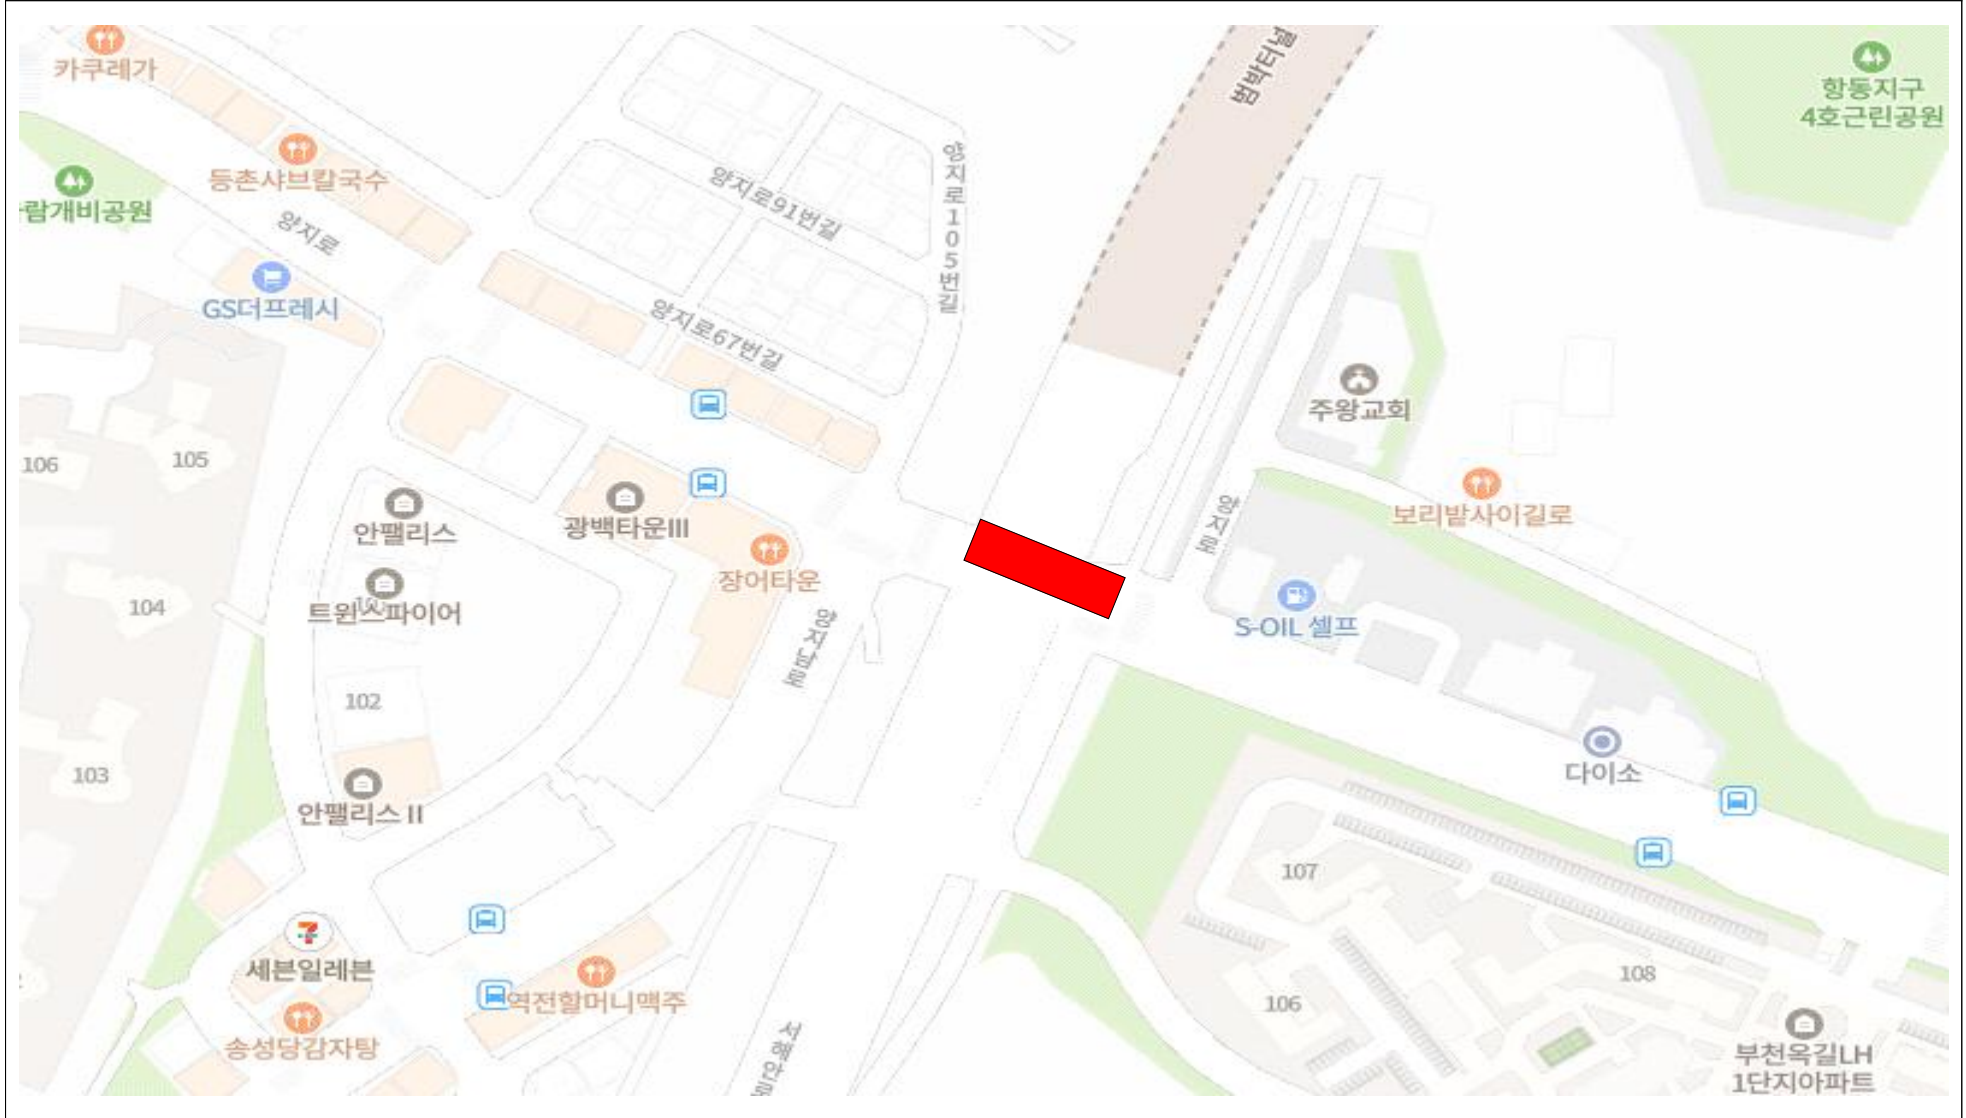 카쿠레가
범박터널
항동지구
4호근린공원
등촌샤브칼국수
람개비공원
양지로
양지로91번길
양지로105번길
GS더프레시
양지로67번길
주왕교회
106
105
안팰리스
광백타운III
장어타운
양지로
보리밭사이길로
104
트윈스파이어
양지남로
S-OIL 셀프
102
103
안팰리스 II
다이소
107
세븐일레븐
108
역전할머니맥주
106
송성당감자탕
서해안로
부천옥길LH
1단지아파트